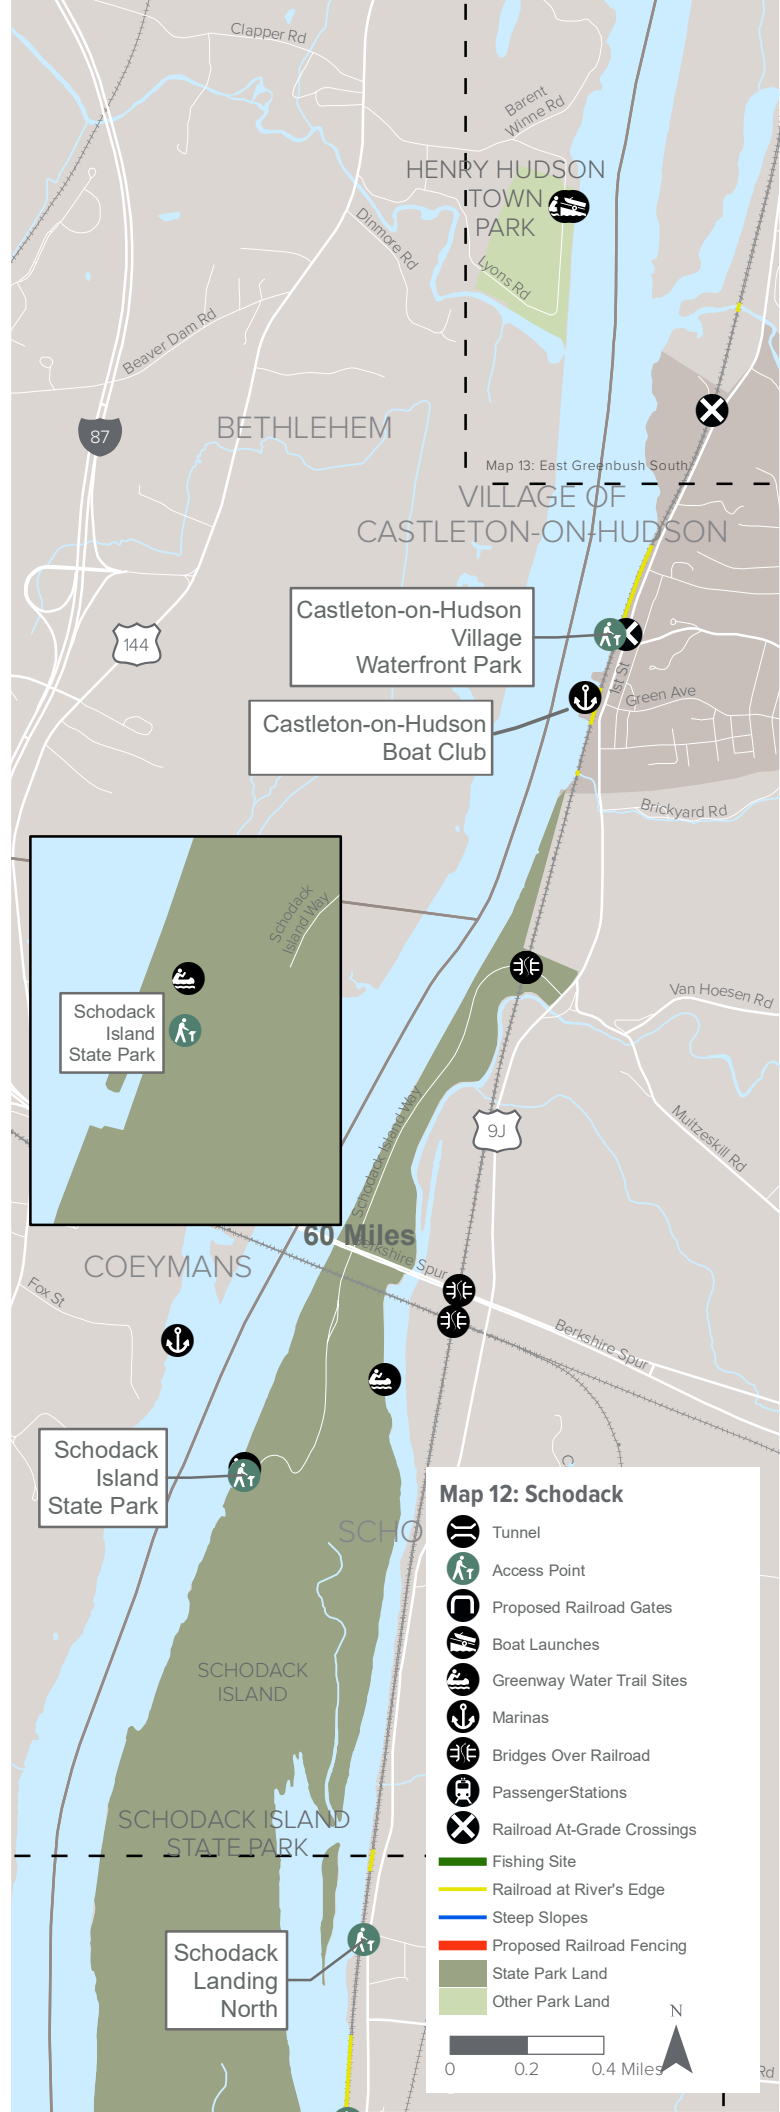 Clapper Rd
Barent
Winne Rd
HENRY HUDSON
TOWN
PARK
Dinmore Rd
Lyons Rd
Beaver Dam Rd
87
BETHLEHEM
Map 13: East Greenbush South
VILLAGE OF
CASTLETON-ON-HUDSON
Castleton-on-Hudson
Village
Waterfront Park
144
1st St
Green Ave
Castleton-on-Hudson
Boat Club
Brickyard Rd
Schodack
Island Way
Van Hoesen Rd
Schodack
Island
State Park
Schodack Island Way
9J
Muitzeskill Rd
60 Miles
Berkshire Spur
COEYMANS
Fox St
Berkshire Spur
Schodack
Island
State Park
SCHO
SCHODACK
ISLAND
SCHODACK ISLAND
STATE PARK
Schodack
Landing
North
Map 12: Schodack
Tunnel
Access Point
Proposed Railroad Gates
Boat Launches
Greenway Water Trail Sites
Marinas
Bridges Over Railroad
PassengerStations
Railroad At-Grade Crossings
Fishing Site
Railroad at River's Edge
Steep Slopes
Proposed Railroad Fencing
State Park Land
Other Park Land
N
0 0.2 0.4 Miles
Rd